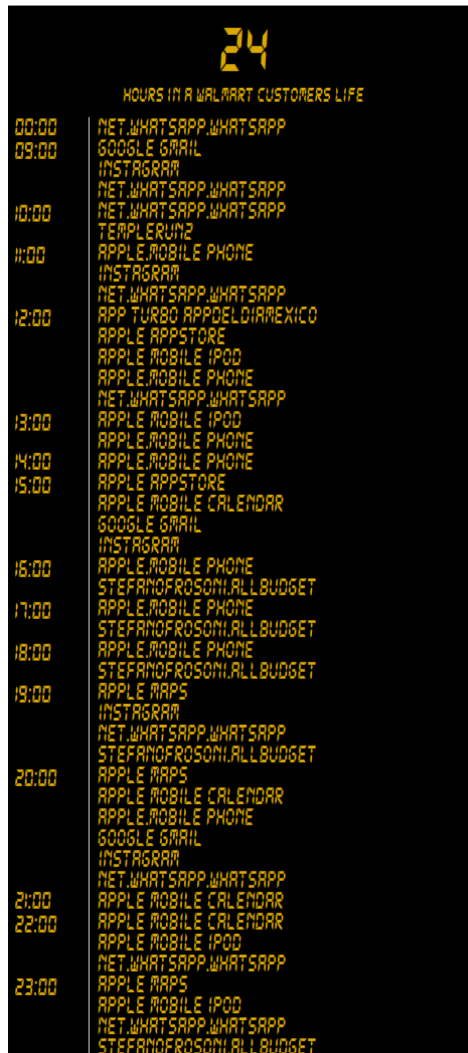 24
HOURS IN A WALMART CUSTOMERS LIFE
00:00 NET.WHATSAPP.WHATSAPP
09:00 GOOGLE GMAIL
INSTAGRAM
NET.WHATSAPP.WHATSAPP
10:00 NET.WHATSAPP.WHATSAPP
TEMPLERUN2
11:00 APPLE.MOBILE PHONE
INSTAGRAM
NET.WHATSAPP.WHATSAPP
12:00 APP TURBO APPDELDIAMEXICO
APPLE APPSTORE
APPLE MOBILE IPOD
APPLE.MOBILE PHONE
NET.WHATSAPP.WHATSAPP
13:00 APPLE MOBILE IPOD
APPLE.MOBILE PHONE
14:00 APPLE.MOBILE PHONE
15:00 APPLE APPSTORE
APPLE MOBILE CALENDAR
GOOGLE GMAIL
INSTAGRAM
16:00 APPLE.MOBILE PHONE
STEFANOFROSONI.ALLBUDGET
17:00 APPLE.MOBILE PHONE
STEFANOFROSONI.ALLBUDGET
18:00 APPLE.MOBILE PHONE
STEFANOFROSONI.ALLBUDGET
19:00 APPLE MAPS
INSTAGRAM
NET.WHATSAPP.WHATSAPP
STEFANOFROSONI.ALLBUDGET
20:00 APPLE MAPS
APPLE MOBILE CALENDAR
APPLE.MOBILE PHONE
GOOGLE GMAIL
INSTAGRAM
NET.WHATSAPP.WHATSAPP
21:00 APPLE MOBILE CALENDAR
22:00 APPLE MOBILE CALENDAR
APPLE MOBILE IPOD
NET.WHATSAPP.WHATSAPP
23:00 APPLE MAPS
APPLE MOBILE IPOD
NET.WHATSAPP.WHATSAPP
STEFANOFROSONI.ALLBUDGET